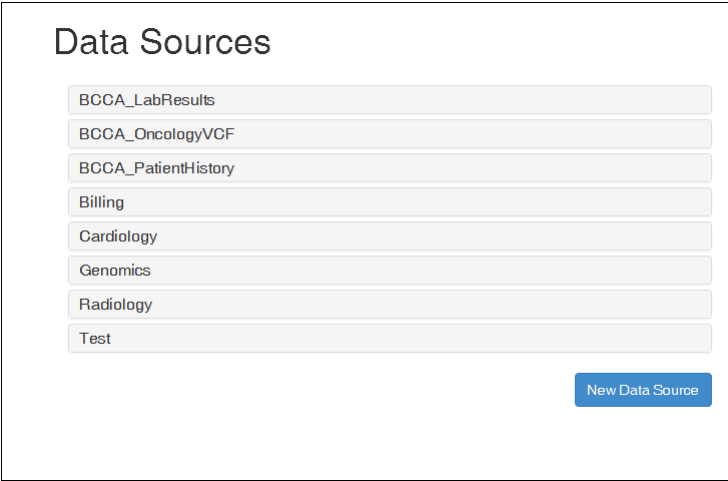 Data Sources
BCCA_LabResults
BCCA_OncologyVCF
BCCA_PatientHistory
Billing
Cardiology
Genomics
Radiology
Test
New Data Source